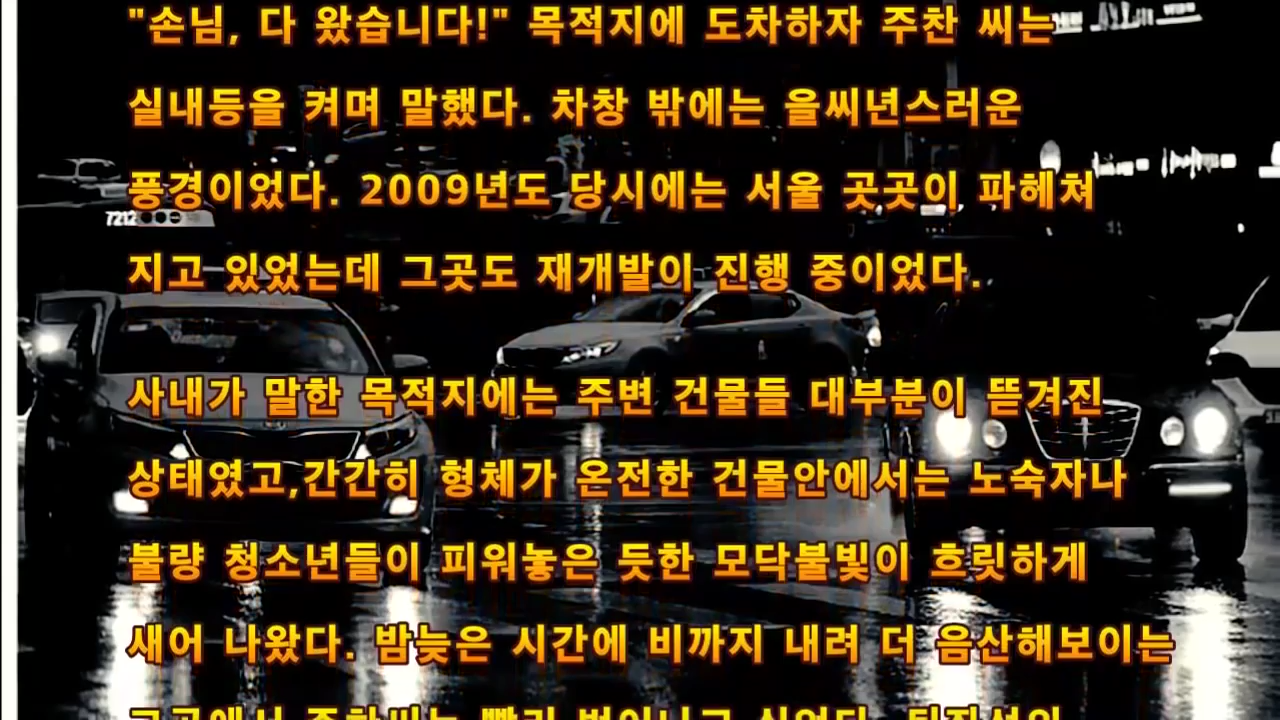 "손님, 다 왔습니다!" 목적지에 도차하자 주찬 씨는
실내등을 켜며 말했다. 차창 밖에는 을씨년스러운
풍경이었다. 2009년도 당시에는 서울 곳곳이 파헤쳐
7212
지고 있었는데 그곳도 재개발이 진행 중이었다.
사내가 말한 목적지에는 주변 건물들 대부분이 뜯겨진
상태였고,간간히 형체가 온전한 건물안에서는 노숙자나
불량 청소년들이 피워놓은 듯한 모닥불빛이 흐릿하게
새어 나왔다. 밤늦은 시간에 비까지 내려 더 음산해보이는